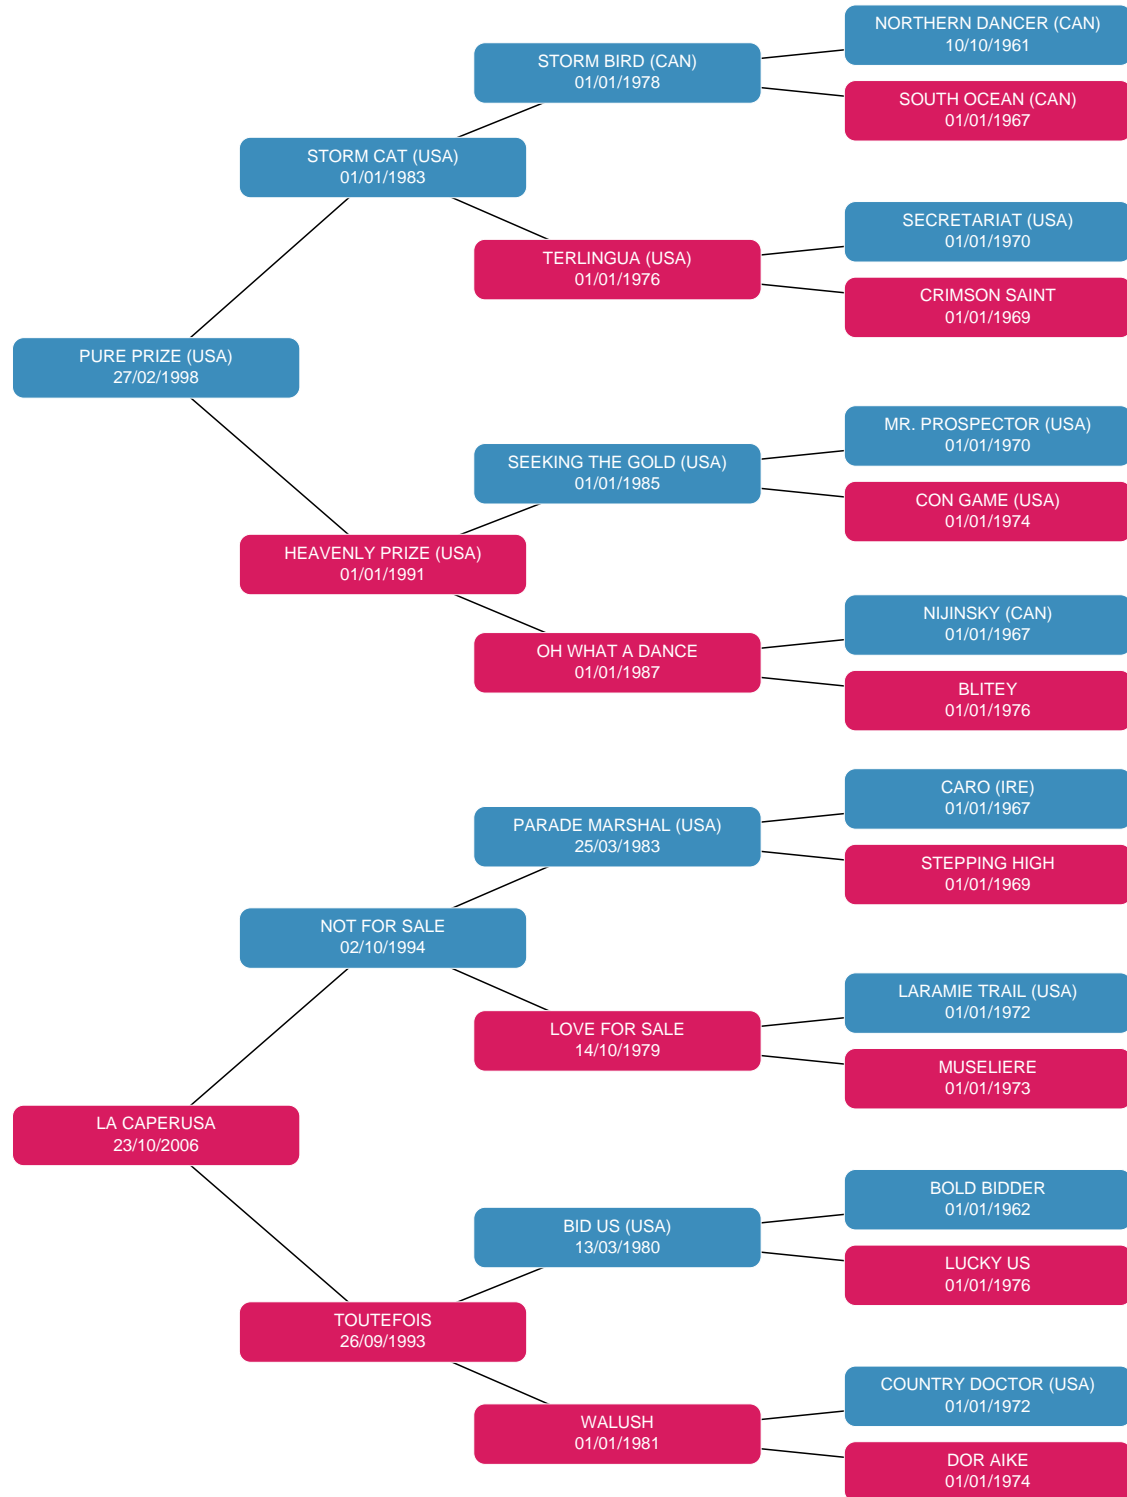 NORTHERN DANCER (CAN)
10/10/1961
STORM BIRD (CAN)
01/01/1978
SOUTH OCEAN (CAN)
01/01/1967
STORM CAT (USA)
01/01/1983
SECRETARIAT (USA)
01/01/1970
TERLINGUA (USA)
01/01/1976
CRIMSON SAINT
01/01/1969
PURE PRIZE (USA)
27/02/1998
MR. PROSPECTOR (USA)
01/01/1970
SEEKING THE GOLD (USA)
01/01/1985
CON GAME (USA)
01/01/1974
HEAVENLY PRIZE (USA)
01/01/1991
NIJINSKY (CAN)
01/01/1967
OH WHAT A DANCE
01/01/1987
BLITEY
01/01/1976
CARO (IRE)
01/01/1967
PARADE MARSHAL (USA)
25/03/1983
STEPPING HIGH
01/01/1969
NOT FOR SALE
02/10/1994
LARAMIE TRAIL (USA)
01/01/1972
LOVE FOR SALE
14/10/1979
MUSELIERE
01/01/1973
LA CAPERUSA
23/10/2006
BOLD BIDDER
01/01/1962
BID US (USA)
13/03/1980
LUCKY US
01/01/1976
TOUTEFOIS
26/09/1993
COUNTRY DOCTOR (USA)
01/01/1972
WALUSH
01/01/1981
DOR AIKE
01/01/1974